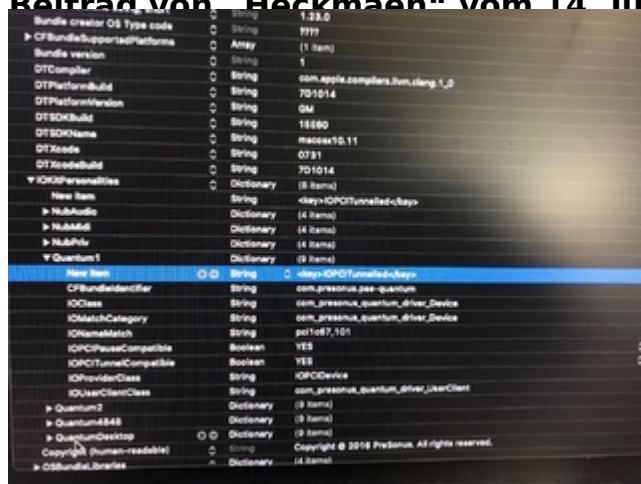 Beitrag von „Heckmaen“ vom 14.
Bundle creator OS Type code String ????
CFBundleSupportedPlatforms Array (1 item)
Bundle version String 1
DTCompiler String com.apple.compilers.llvm.clang.1_0
DTPlatformBuild String 7D1014
DTPlatformVersion String GM
DTSDKBuild String 15E60
DTSDKName String macosx10.11
DTXcode String 0731
DTXcodeBuild String 7D1014
IOKitPersonalities Dictionary (8 items)
New item String <key>IOPCITunnelled</key>
NubAudio Dictionary (4 items)
NubMidi Dictionary (4 items)
NubPriv Dictionary (4 items)
Quantum1 Dictionary (9 items)
New item String <key>IOPCITunnelled</key>
CFBundleIdentifier String com.presonus.pae-quantum
IOClass String com_presonus_quantum_driver_Device
IOMatchCategory String com_presonus_quantum_driver_Device
IONameMatch String pci1c67,101
IOPCIPauseCompatible Boolean YES
IOPCITunnelCompatible Boolean YES
IOProviderClass String IOPCIDevice
IOUserClientClass String com_presonus_quantum_driver_UserClient
Quantum2 Dictionary (9 items)
Quantum4848 Dictionary (9 items)
QuantumDesktop Dictionary (9 items)
Copyright (human-readable) String Copyright © 2016 PreSonus. All rights reserved.
OSBundleLibraries Dictionary (4 items)